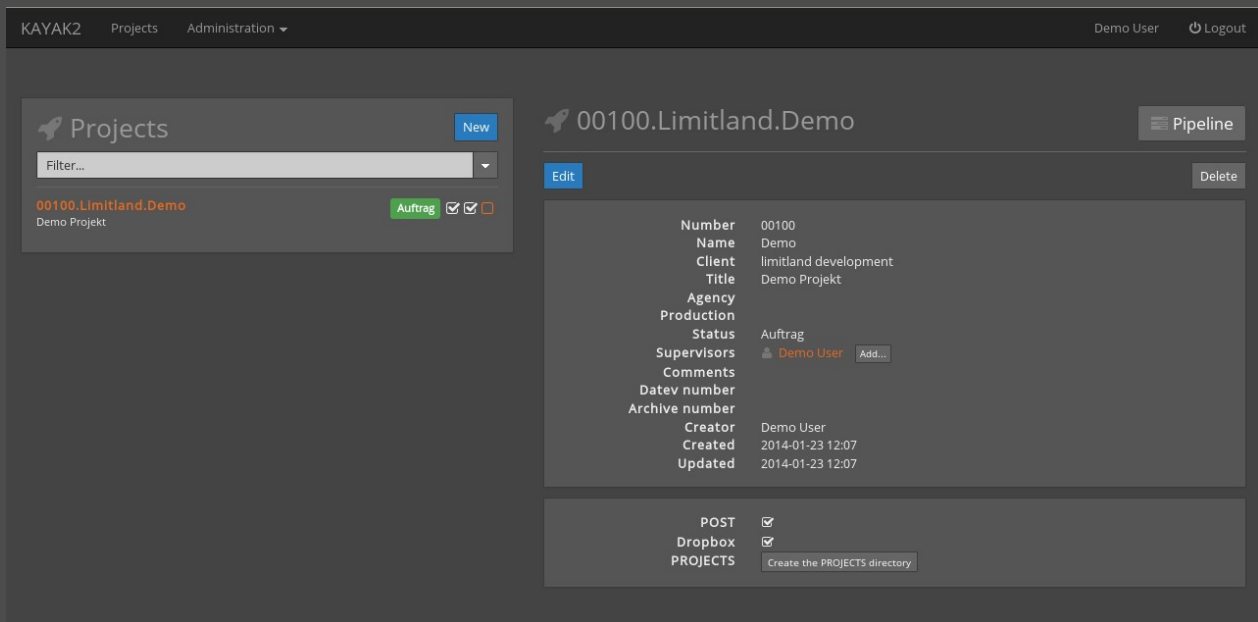 KAYAK2 Projects Administration Demo User Logout
Projects New
Filter...
00100.Limitland.Demo Auftrag
Demo Projekt
00100.Limitland.Demo Pipeline
Edit Delete
Number 00100
Name Demo
Client limitland development
Title Demo Projekt
Agency
Production
Status Auftrag
Supervisors Demo User Add...
Comments
Datev number
Archive number
Creator Demo User
Created 2014-01-23 12:07
Updated 2014-01-23 12:07
POST
Dropbox
PROJECTS Create the PROJECTS directory